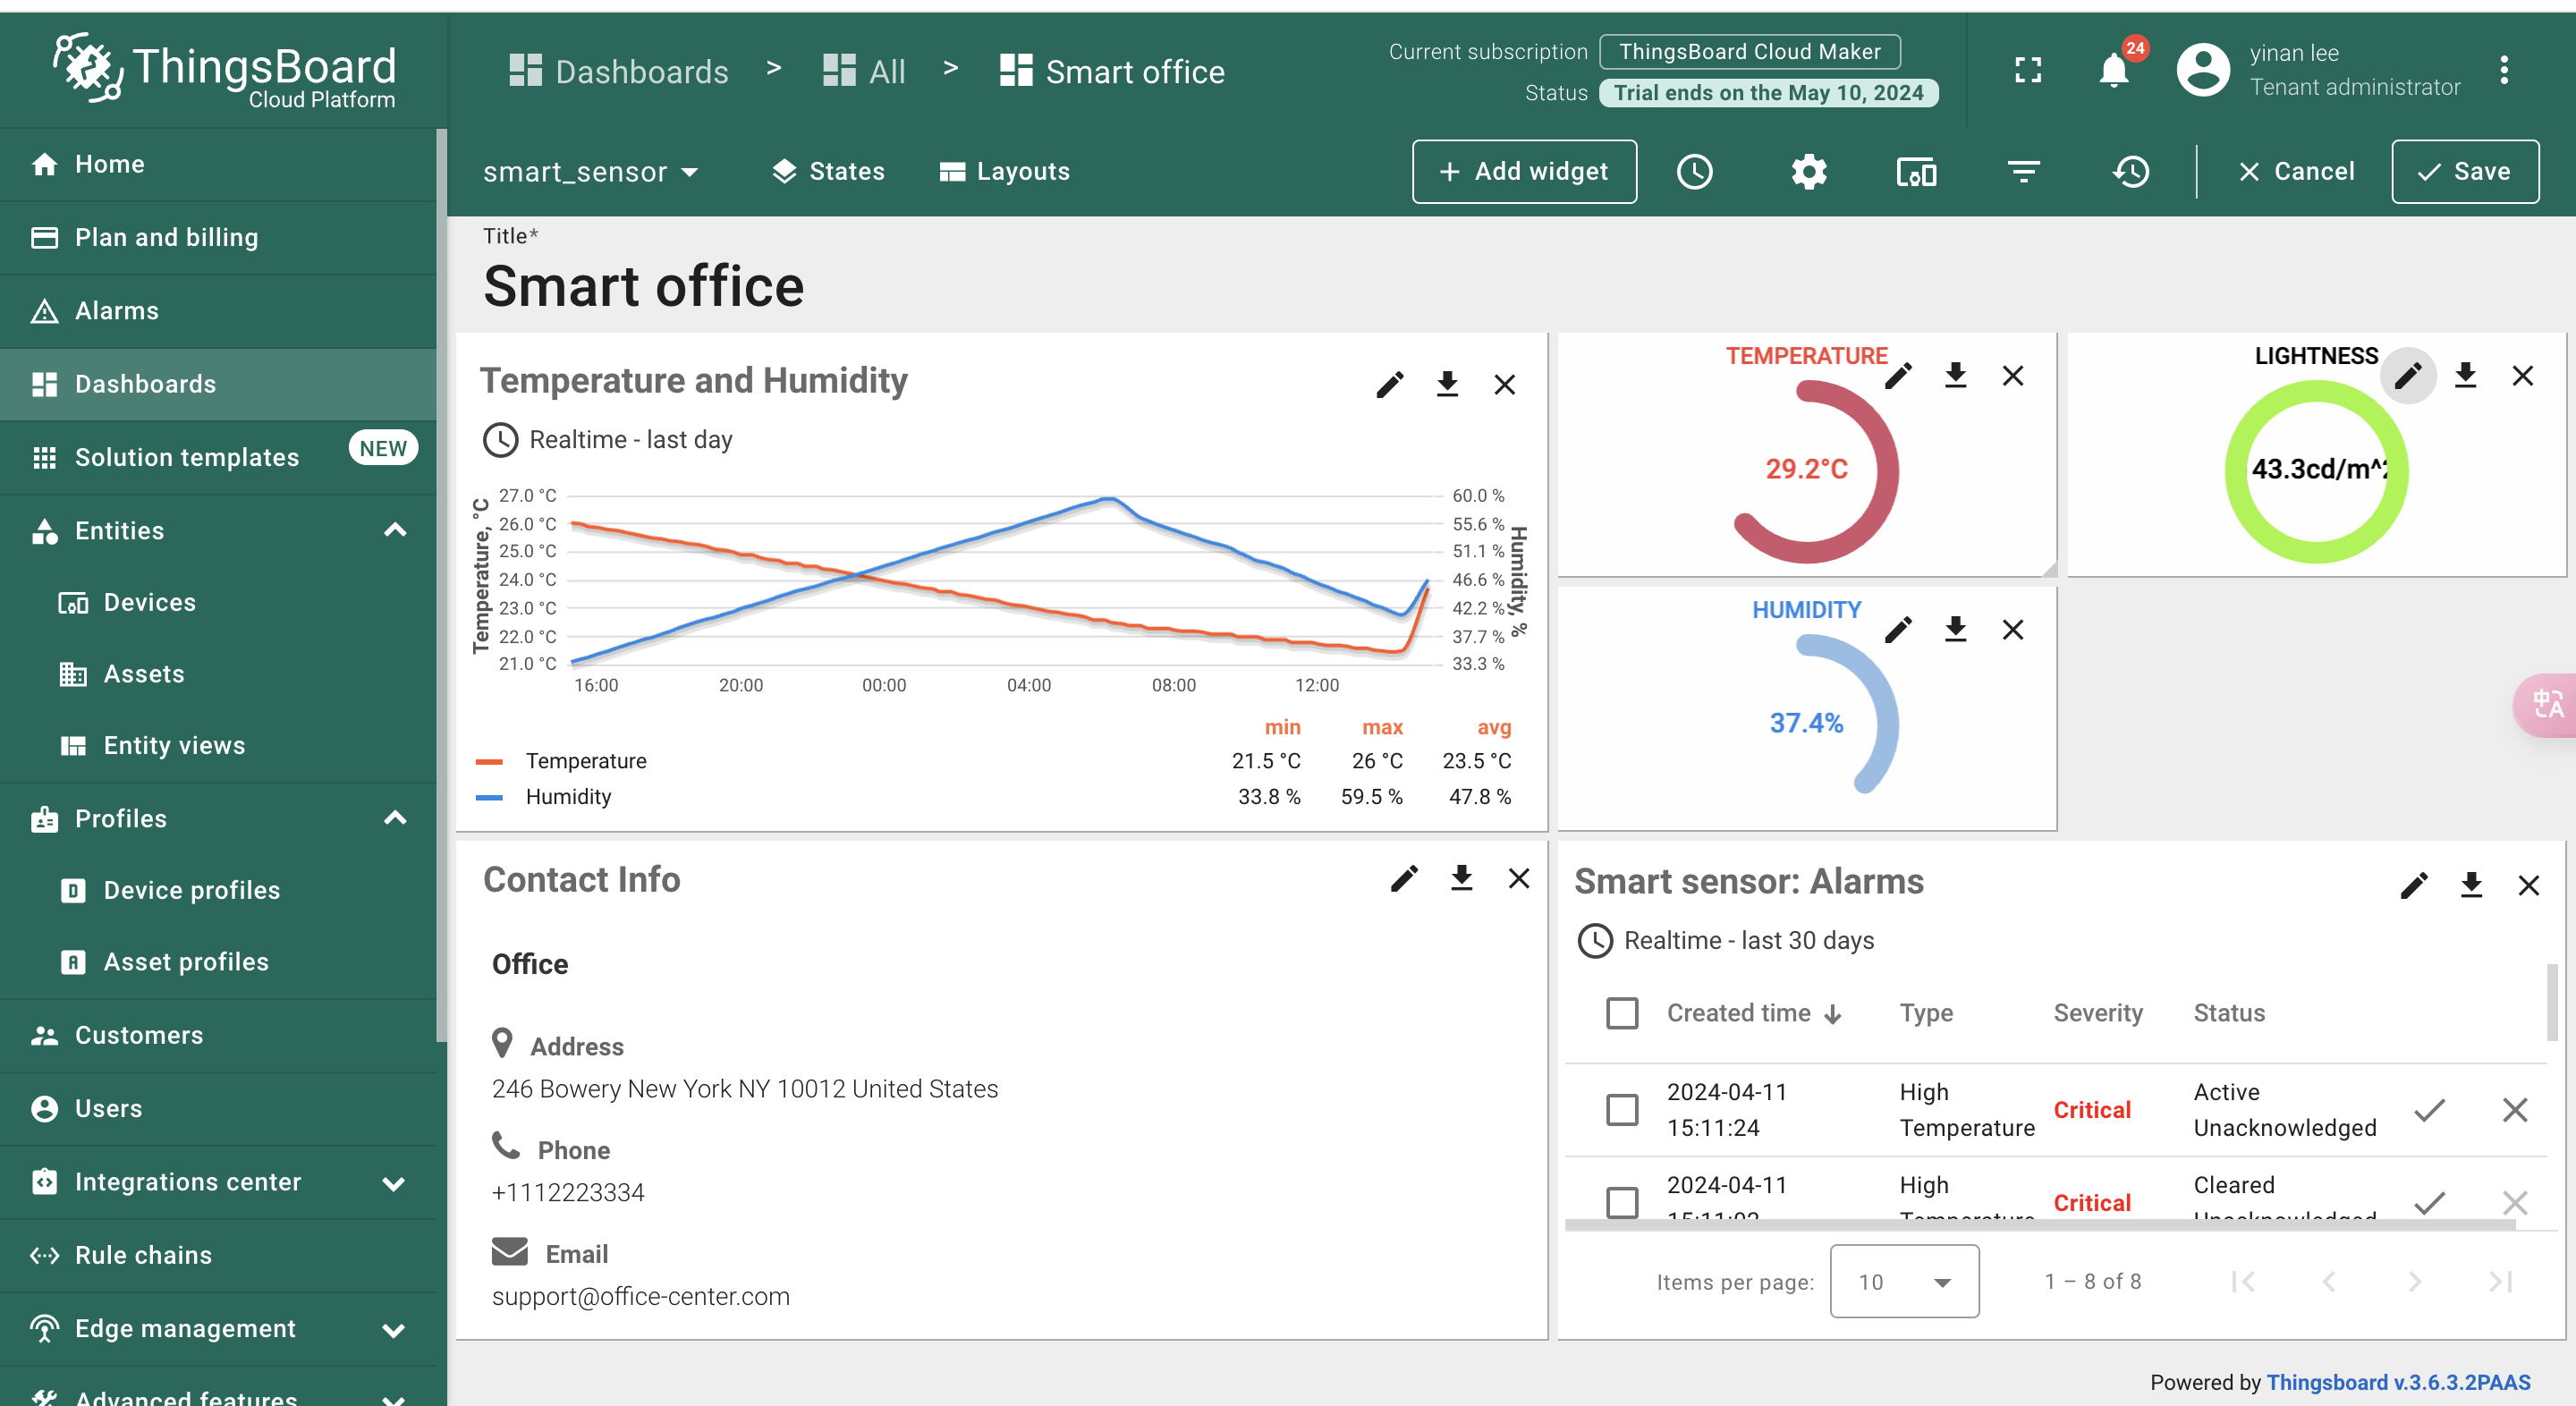 ThingsBoard
Cloud Platform
Dashboards > All > Smart office
Current subscription ThingsBoard Cloud Maker
Status Trial ends on the May 10, 2024
24
yinan lee
Tenant administrator
smart_sensor
States
Layouts
+ Add widget
Cancel
Save
Home
Plan and billing
Alarms
Dashboards
Solution templates NEW
Entities
Devices
Assets
Entity views
Profiles
Device profiles
Asset profiles
Customers
Users
Integrations center
Rule chains
Edge management
Advanced features
Title*
Smart office
Temperature and Humidity
Realtime - last day
Temperature, °C
27.0 °C
26.0 °C
25.0 °C
24.0 °C
23.0 °C
22.0 °C
21.0 °C
60.0 %
55.6 %
51.1 %
46.6 %
42.2 %
37.7 %
33.3 %
Humidity, %
16:00 20:00 00:00 04:00 08:00 12:00
min max avg
Temperature 21.5 °C 26 °C 23.5 °C
Humidity 33.8 % 59.5 % 47.8 %
TEMPERATURE
29.2°C
LIGHTNESS
43.3cd/m^2
HUMIDITY
37.4%
中A
Contact Info
Office
Address
246 Bowery New York NY 10012 United States
Phone
+1112223334
Email
support@office-center.com
Smart sensor: Alarms
Realtime - last 30 days
Created time Type Severity Status
2024-04-11 15:11:24 High Temperature Critical Active Unacknowledged
2024-04-11 15:11:02 High Temperature Critical Cleared Unacknowledged
Items per page: 10 1 – 8 of 8
Powered by Thingsboard v.3.6.3.2PAAS